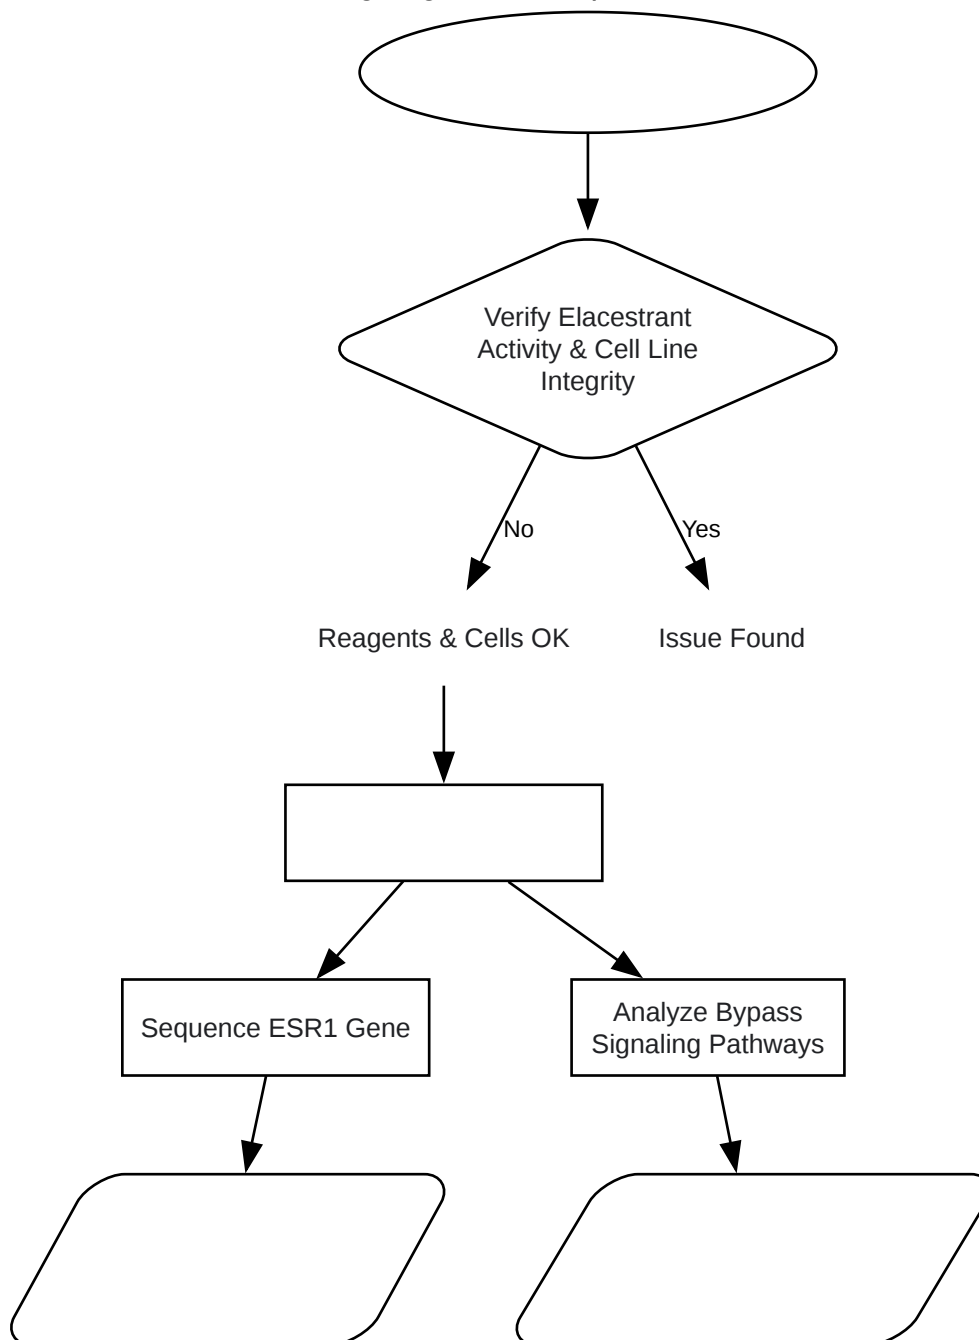 Verify Elacestrant
Activity & Cell Line
Integrity
No
Yes
Reagents & Cells OK
Issue Found
Sequence ESR1 Gene
Analyze Bypass
Signaling Pathways